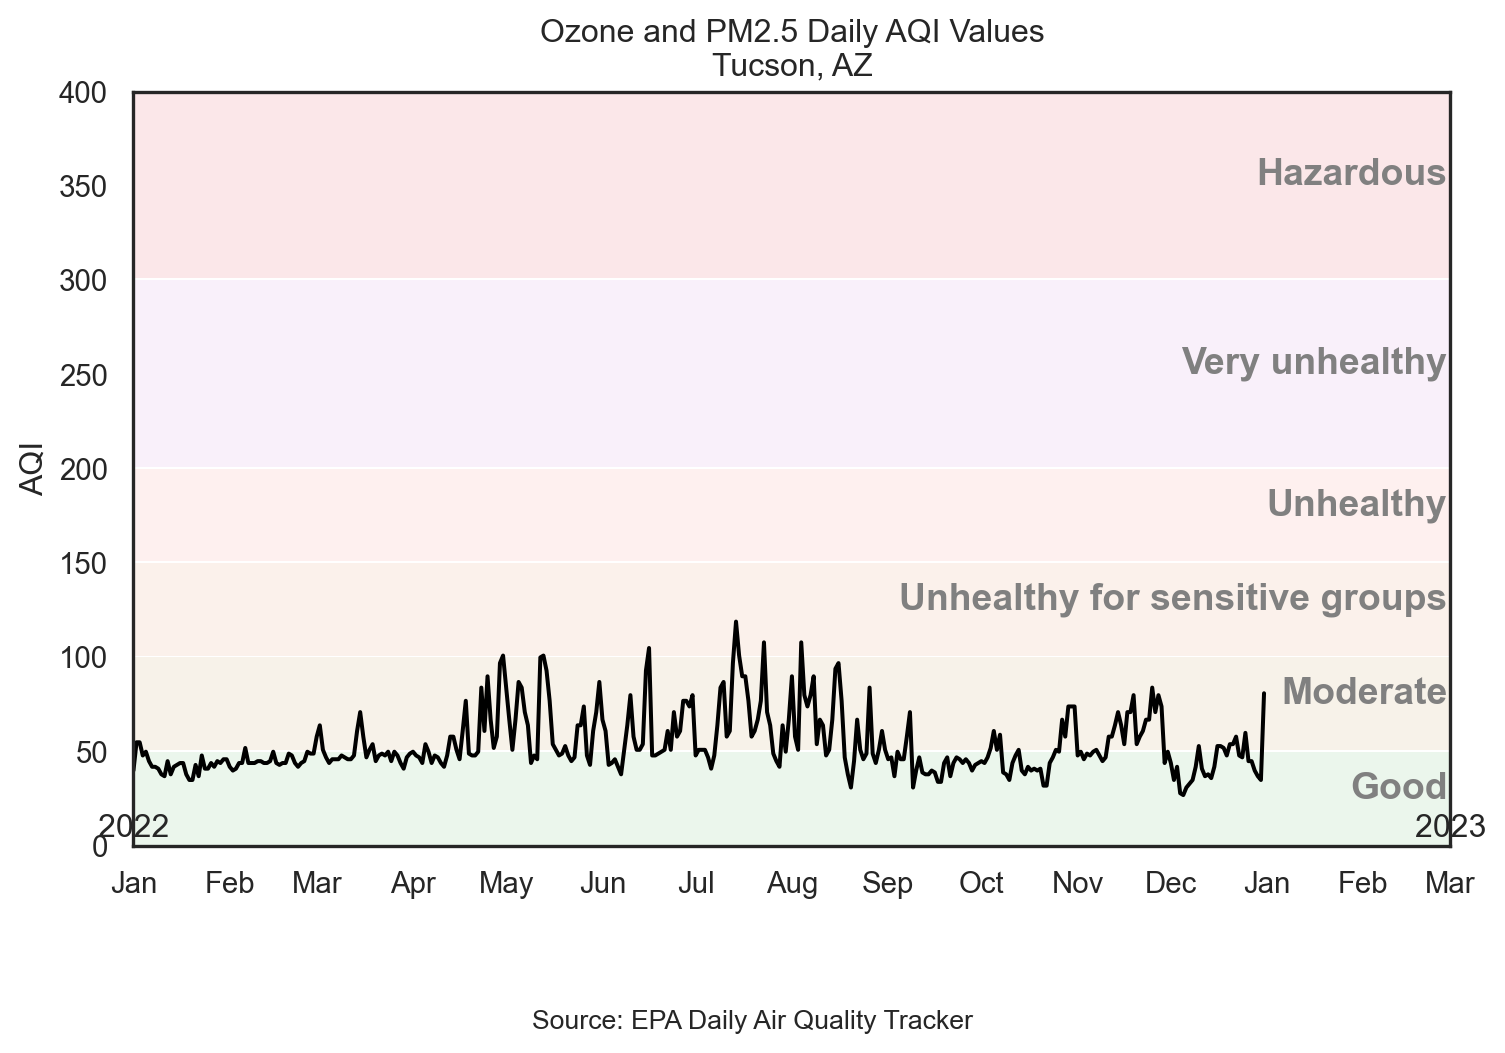 Ozone and PM2.5 Daily AQI Values
Tucson, AZ
400
350
300
250
200
150
100
50
0
AQI
Hazardous
Very unhealthy
Unhealthy
Unhealthy for sensitive groups
Moderate
Good
2022
2023
Jan Feb Mar Apr May Jun Jul Aug Sep Oct Nov Dec Jan Feb Mar
Source: EPA Daily Air Quality Tracker